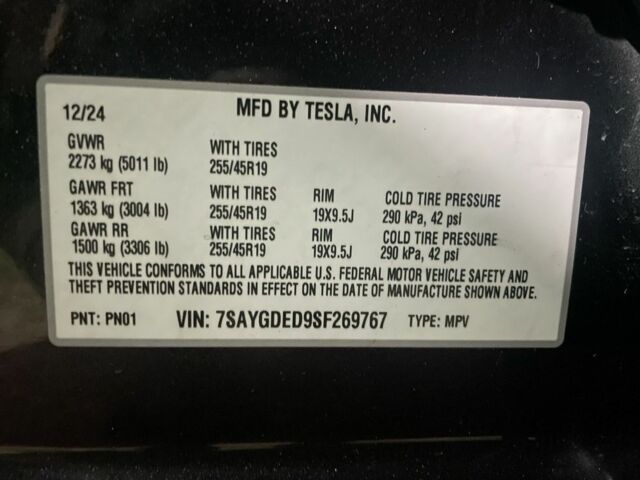 12/24 MFD BY TESLA, INC.
GVWR WITH TIRES
2273 kg (5011 lb) 255/45R19
GAWR FRT WITH TIRES RIM COLD TIRE PRESSURE
1363 kg (3004 lb) 255/45R19 19X9.5J 290 kPa, 42 psi
GAWR RR WITH TIRES RIM COLD TIRE PRESSURE
1500 kg (3306 lb) 255/45R19 19X9.5J 290 kPa, 42 psi
THIS VEHICLE CONFORMS TO ALL APPLICABLE U.S. FEDERAL MOTOR VEHICLE SAFETY AND
THEFT PREVENTION STANDARDS IN EFFECT ON THE DATE OF MANUFACTURE SHOWN ABOVE.
PNT: PN01 VIN: 7SAYGDED9SF269767 TYPE: MPV